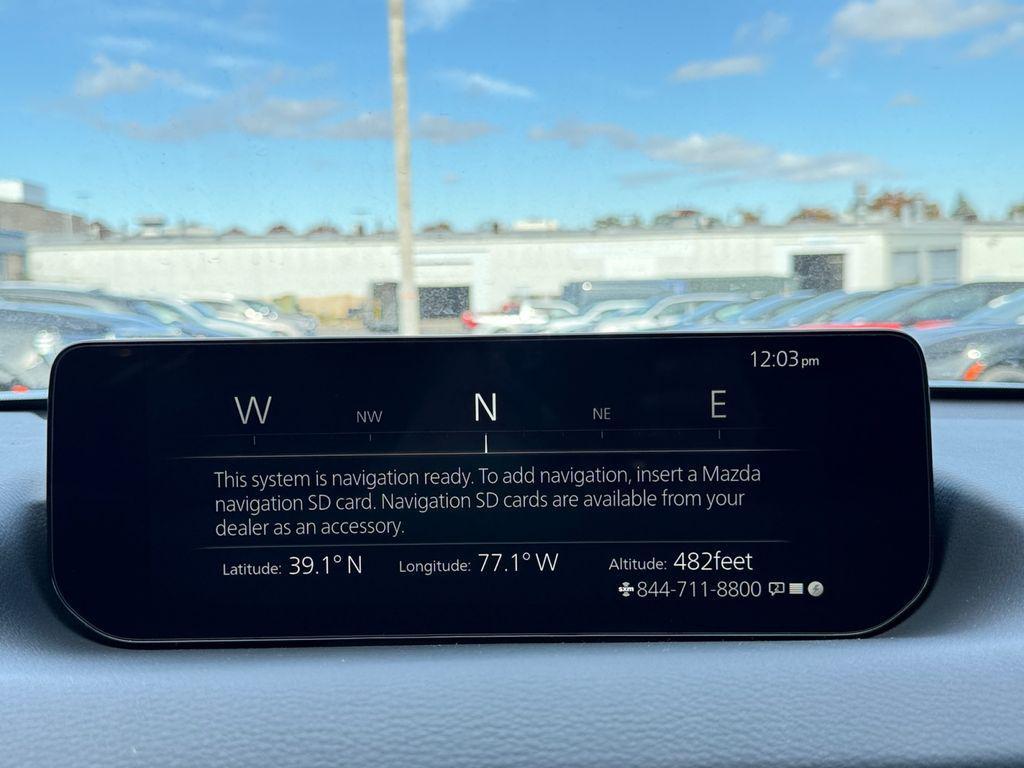 12:03pm
W NW N NE E
This system is navigation ready. To add navigation, insert a Mazda
navigation SD card. Navigation SD cards are available from your
dealer as an accessory.
Latitude: 39.1° N Longitude: 77.1° W Altitude: 482feet
sxm 844-711-8800